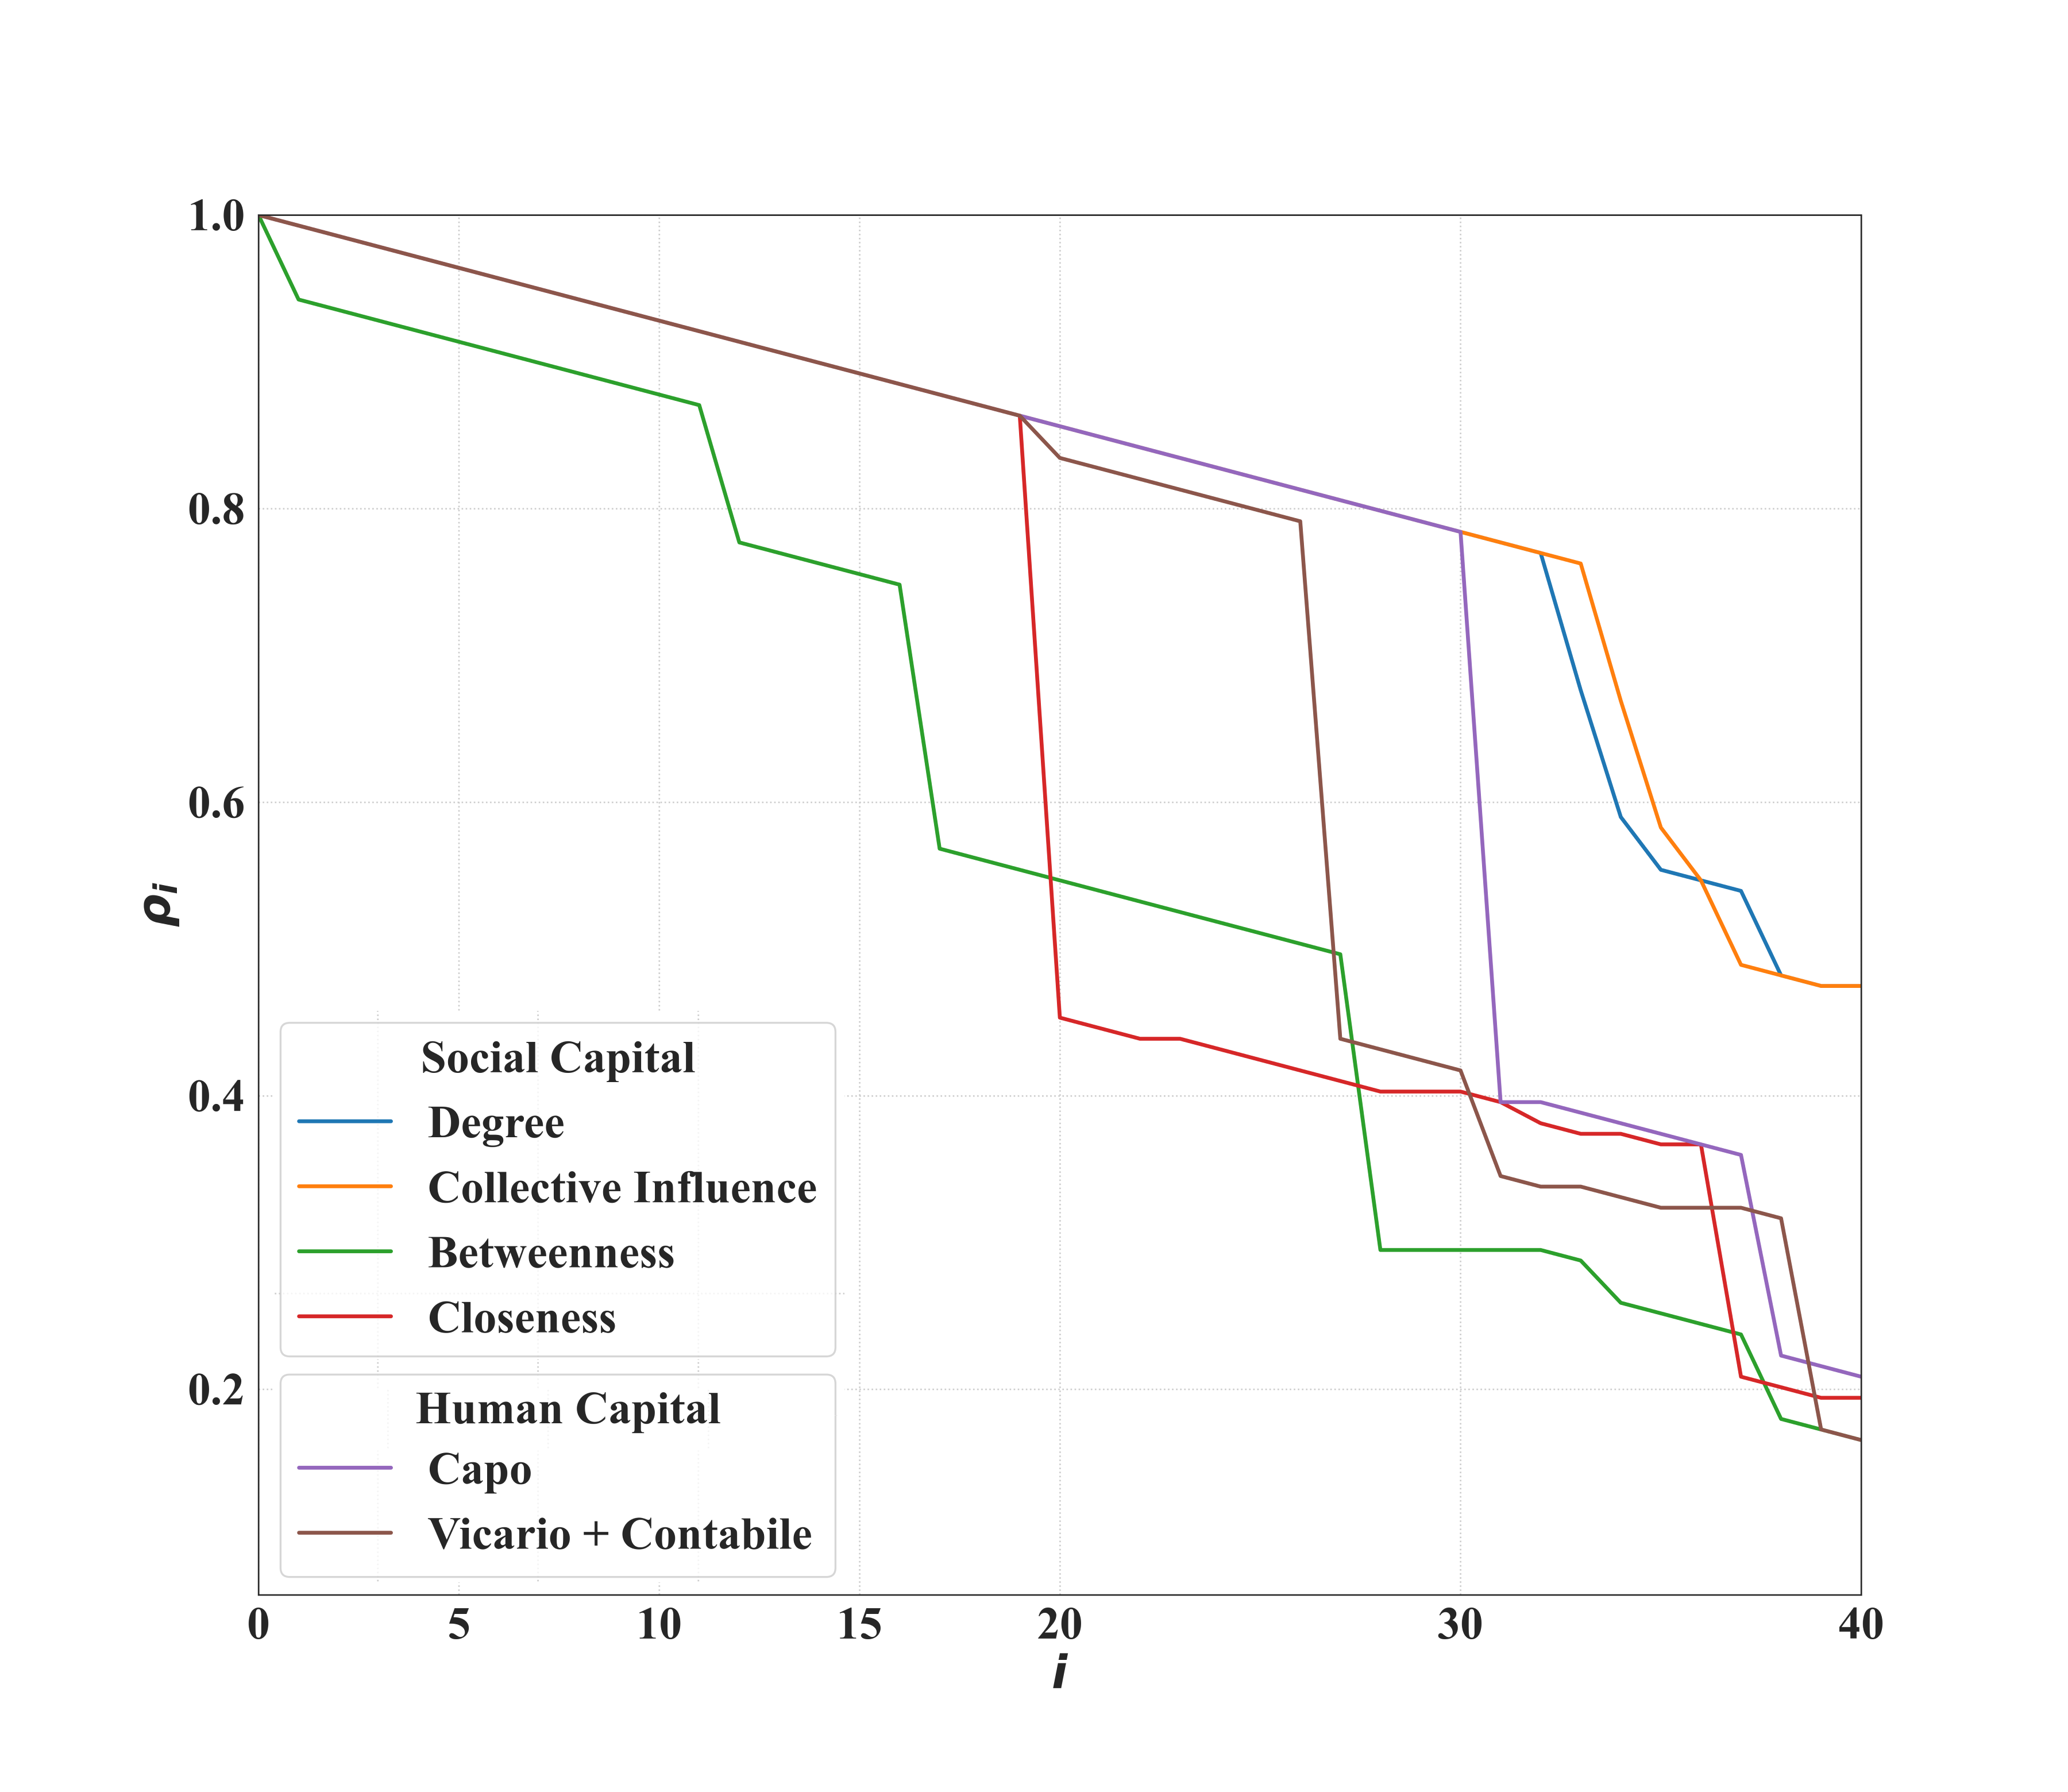 1.0
0.8
0.6
0.4
0.2
ρi
Social Capital
Degree
Collective Influence
Betweenness
Closeness
Human Capital
Capo
Vicario + Contabile
0 5 10 15 20 30 40
i